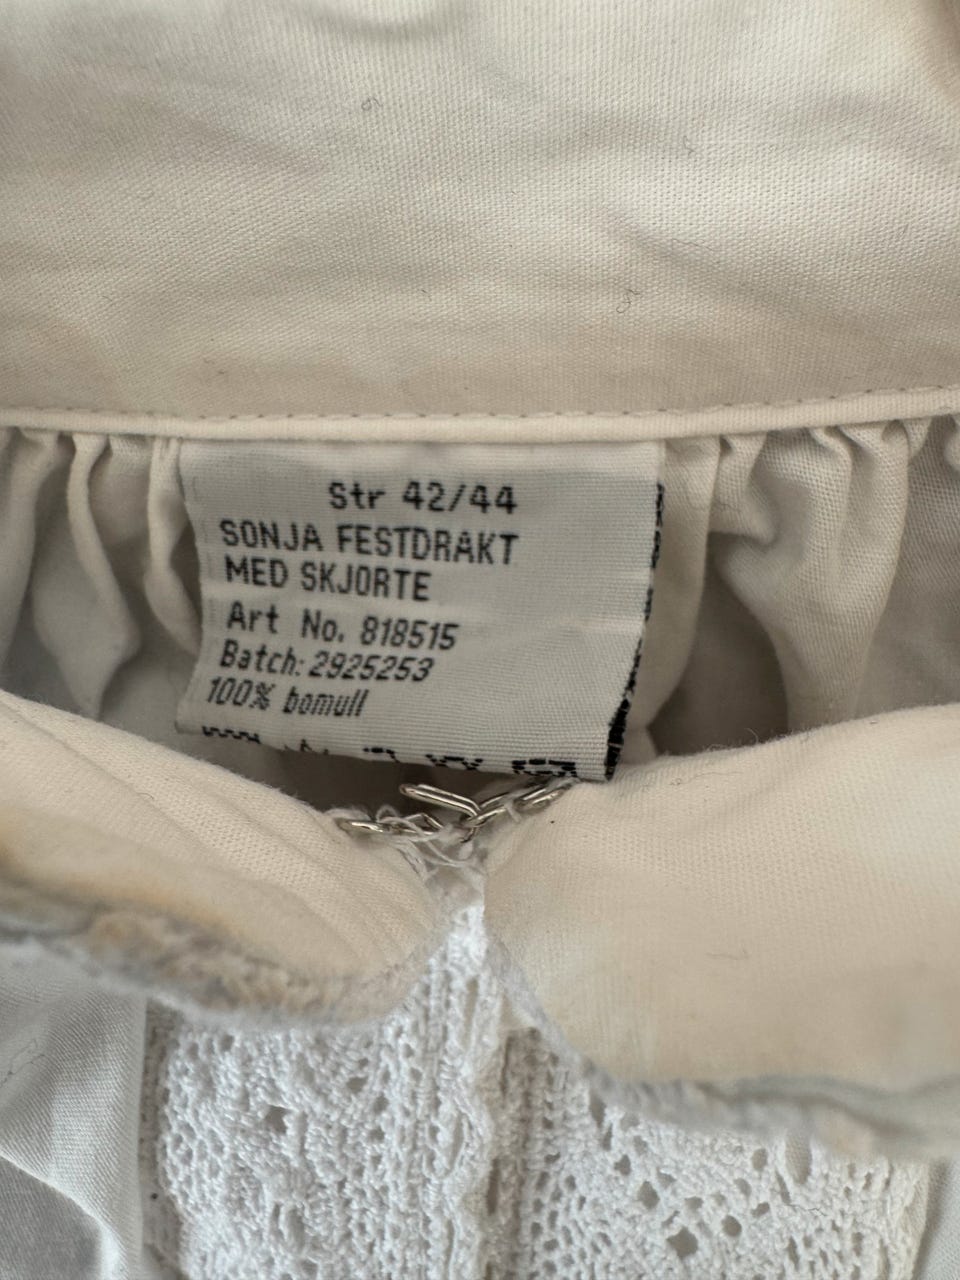 Str 42/44
SONJA FESTDRAKT
MED SKJORTE
Art No. 818515
Batch: 2925253
100% bomull